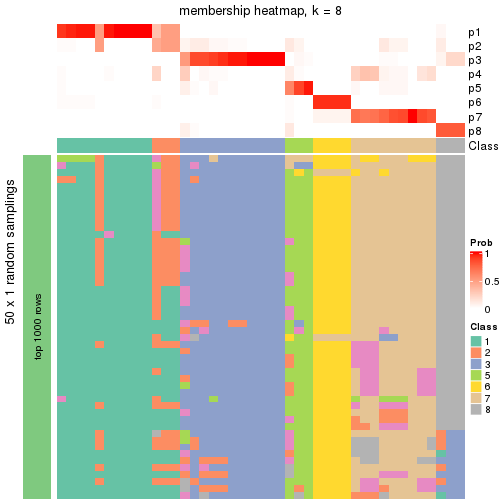 membership heatmap, k = 8
p1
p2
p3
p4
p5
p6
p7
p8
Class
50 x 1 random samplings
top 1000 rows
Prob
1
0.5
0
Class
1
2
3
5
6
7
8